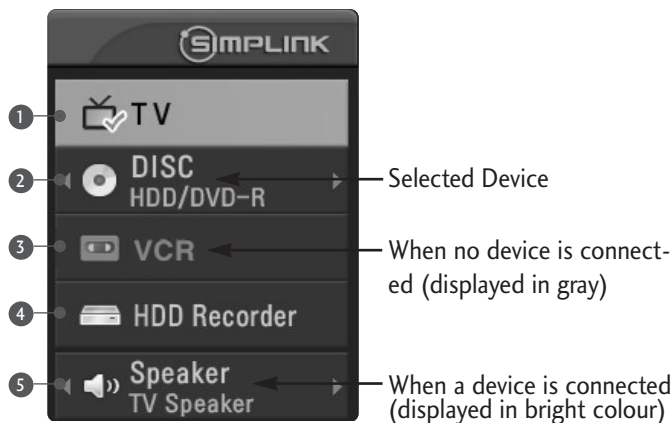 SIMPLINK
1 TV
2 DISC
HDD/DVD-R
Selected Device
3 VCR
When no device is connect-
ed (displayed in gray)
4 HDD Recorder
5 Speaker
TV Speaker
When a device is connected
(displayed in bright colour)